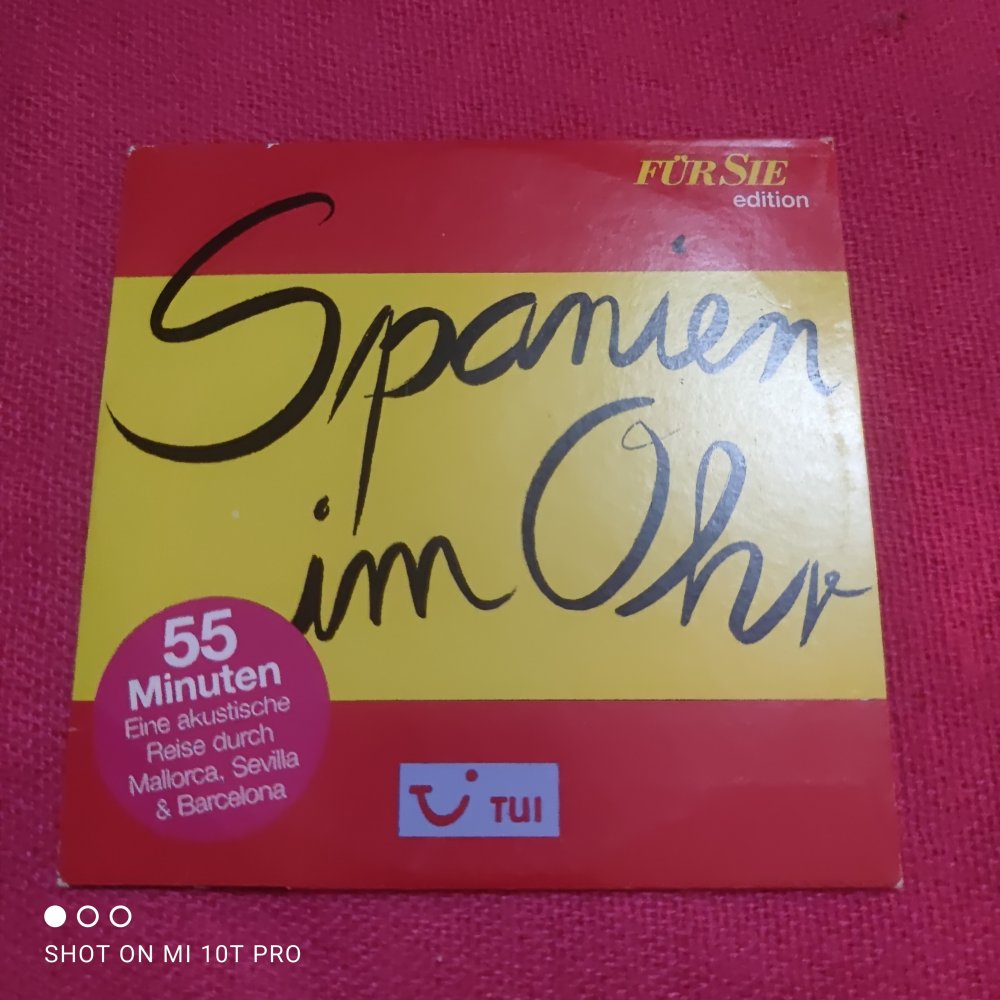 FÜR SIE
edition
Spanien
im Ohr
55
Minuten
Eine akustische
Reise durch
Mallorca, Sevilla
& Barcelona
TUI
SHOT ON MI 10T PRO